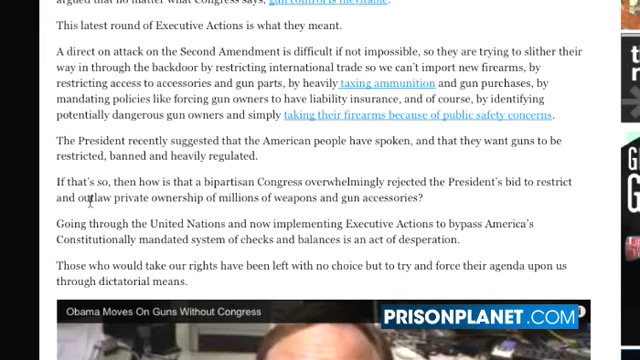 argued that no matter what Congress says, gun control is inevitable.
This latest round of Executive Actions is what they meant.
A direct on attack on the Second Amendment is difficult if not impossible, so they are trying to slither their
way in through the backdoor by restricting international trade so we can't import new firearms, by
restricting access to accessories and gun parts, by heavily taxing ammunition and gun purchases, by
mandating policies like forcing gun owners to have liability insurance, and of course, by identifying
potentially dangerous gun owners and simply taking their firearms because of public safety concerns.
The President recently suggested that the American people have spoken, and that they want guns to be
restricted, banned and heavily regulated.
If that's so, then how is that a bipartisan Congress overwhelmingly rejected the President's bid to restrict
and outlaw private ownership of millions of weapons and gun accessories?
Going through the United Nations and now implementing Executive Actions to bypass America's
Constitutionally mandated system of checks and balances is an act of desperation.
Those who would take our rights have been left with no choice but to try and force their agenda upon us
through dictatorial means.
Obama Moves On Guns Without Congress
PRISONPLANET.COM